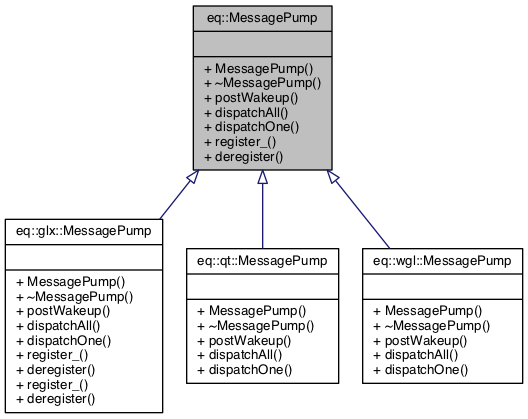 eq::MessagePump
+ MessagePump()
+ ~MessagePump()
+ postWakeup()
+ dispatchAll()
+ dispatchOne()
+ register_()
+ deregister()
eq::glx::MessagePump
+ MessagePump()
+ ~MessagePump()
+ postWakeup()
+ dispatchAll()
+ dispatchOne()
+ register_()
+ deregister()
+ register_()
+ deregister()
eq::qt::MessagePump
+ MessagePump()
+ ~MessagePump()
+ postWakeup()
+ dispatchAll()
+ dispatchOne()
eq::wgl::MessagePump
+ MessagePump()
+ ~MessagePump()
+ postWakeup()
+ dispatchAll()
+ dispatchOne()